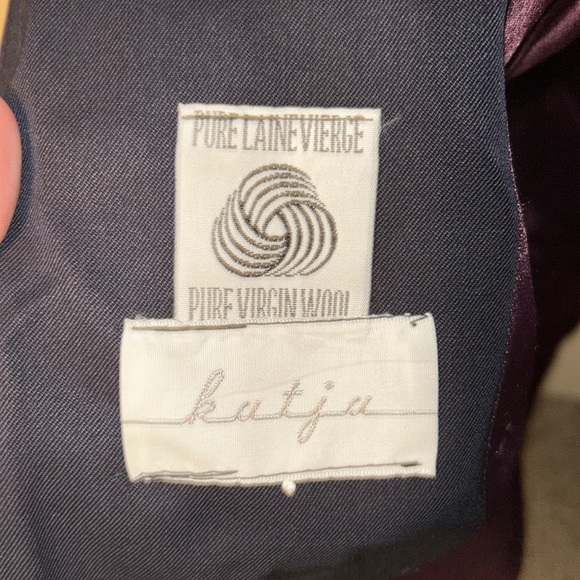 PURE LAINE VIERGE
PURE VIRGIN WOOL
katja